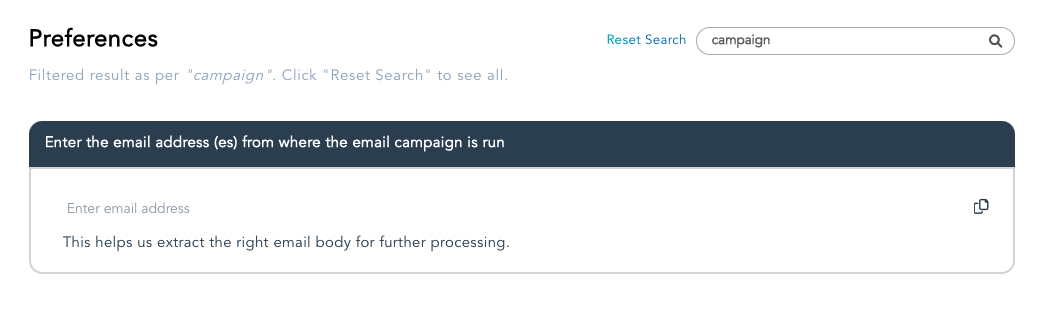 Preferences
Reset Search
campaign
Filtered result as per "campaign". Click "Reset Search" to see all.
Enter the email address (es) from where the email campaign is run
Enter email address
This helps us extract the right email body for further processing.